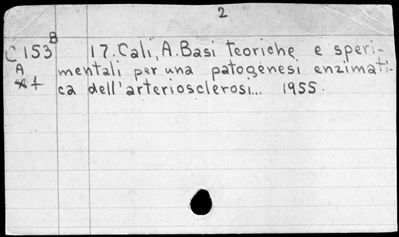 2
B
C 153 17. Cali, A. Basi teoriche e speri-
A mentali per una patogenesi enzimati-
ca dell'arteriosclerosi... 1955.